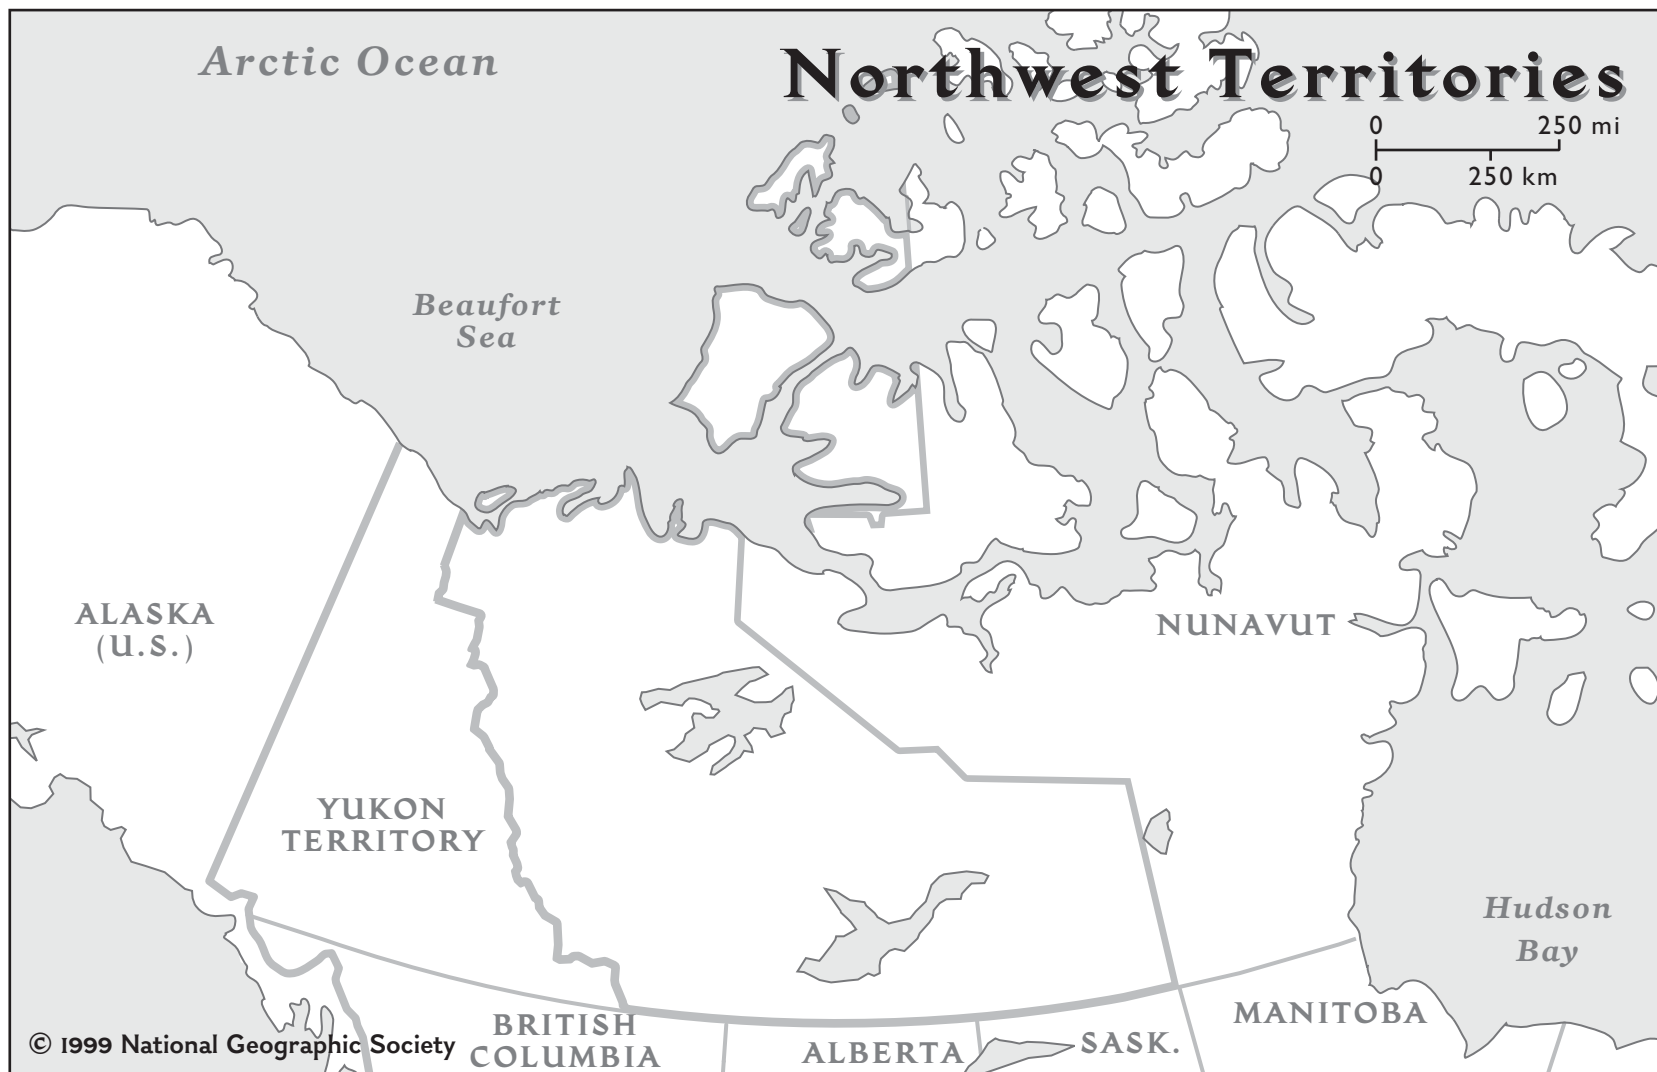 Arctic Ocean
Northwest Territories
0 250 mi
0 250 km
Beaufort
Sea
ALASKA
(U.S.)
NUNAVUT
YUKON
TERRITORY
Hudson
Bay
MANITOBA
BRITISH
COLUMBIA
ALBERTA
SASK.
© 1999 National Geographic Society